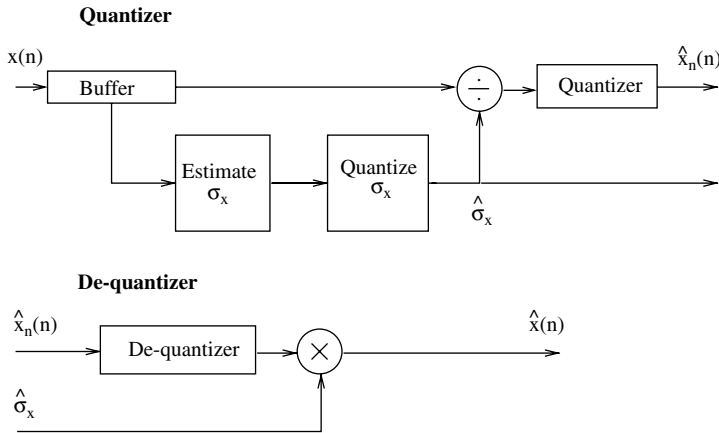 Quantizer
x(n)
x̂ₙ(n)
Buffer
÷
Quantizer
Estimate
σₓ
Quantize
σₓ
σ̂ₓ
De-quantizer
x̂ₙ(n)
x̂(n)
De-quantizer
×
σ̂ₓ